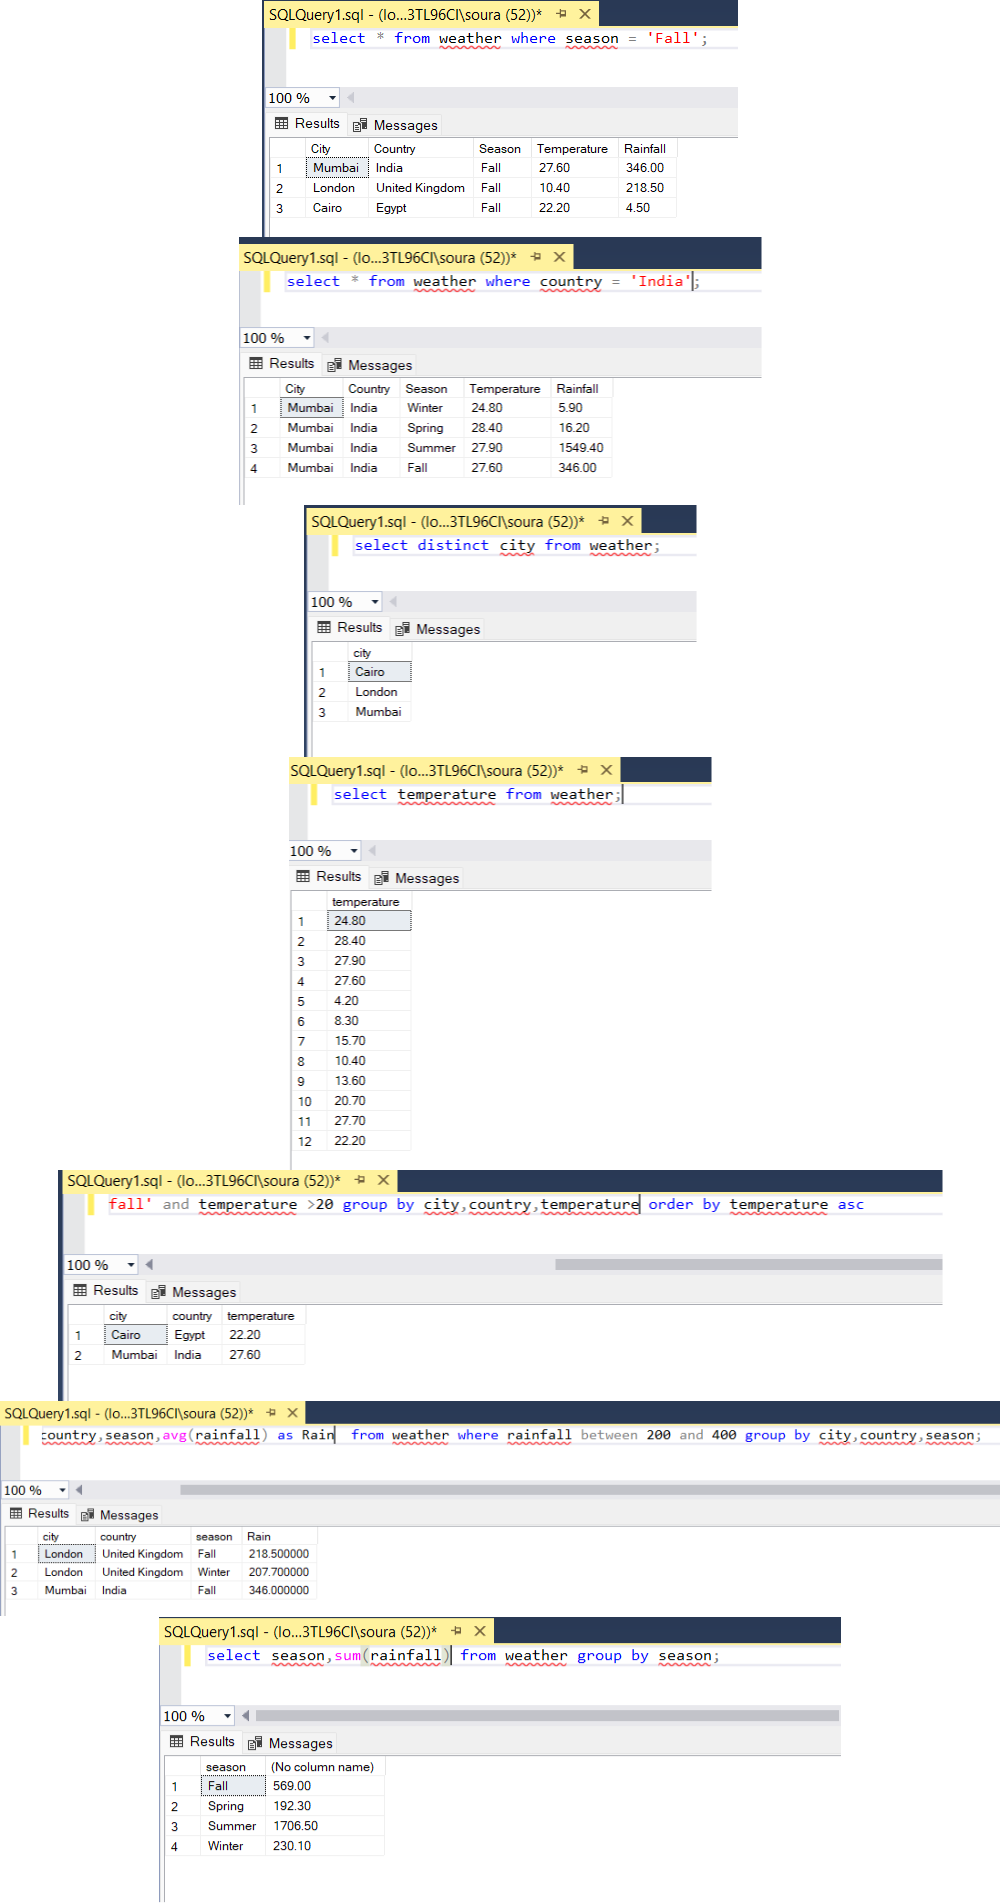 SQLQuery1.sql - (lo...3TL96CI\soura (52))*
select * from weather where season = 'Fall';
100 %
Results Messages
City Country Season Temperature Rainfall
1 Mumbai India Fall 27.60 346.00
2 London United Kingdom Fall 10.40 218.50
3 Cairo Egypt Fall 22.20 4.50
SQLQuery1.sql - (lo...3TL96CI\soura (52))*
select * from weather where country = 'India';
100 %
Results Messages
City Country Season Temperature Rainfall
1 Mumbai India Winter 24.80 5.90
2 Mumbai India Spring 28.40 16.20
3 Mumbai India Summer 27.90 1549.40
4 Mumbai India Fall 27.60 346.00
SQLQuery1.sql - (lo...3TL96CI\soura (52))*
select distinct city from weather;
100 %
Results Messages
city
1 Cairo
2 London
3 Mumbai
SQLQuery1.sql - (lo...3TL96CI\soura (52))*
select temperature from weather;
100 %
Results Messages
temperature
1 24.80
2 28.40
3 27.90
4 27.60
5 4.20
6 8.30
7 15.70
8 10.40
9 13.60
10 20.70
11 27.70
12 22.20
SQLQuery1.sql - (lo...3TL96CI\soura (52))*
fall' and temperature >20 group by city,country,temperature order by temperature asc
100 %
Results Messages
city country temperature
1 Cairo Egypt 22.20
2 Mumbai India 27.60
SQLQuery1.sql - (lo...3TL96CI\soura (52))*
country,season,avg(rainfall) as Rain from weather where rainfall between 200 and 400 group by city,country,season;
100 %
Results Messages
city country season Rain
1 London United Kingdom Fall 218.500000
2 London United Kingdom Winter 207.700000
3 Mumbai India Fall 346.000000
SQLQuery1.sql - (lo...3TL96CI\soura (52))*
select season,sum(rainfall) from weather group by season;
100 %
Results Messages
season (No column name)
1 Fall 569.00
2 Spring 192.30
3 Summer 1706.50
4 Winter 230.10